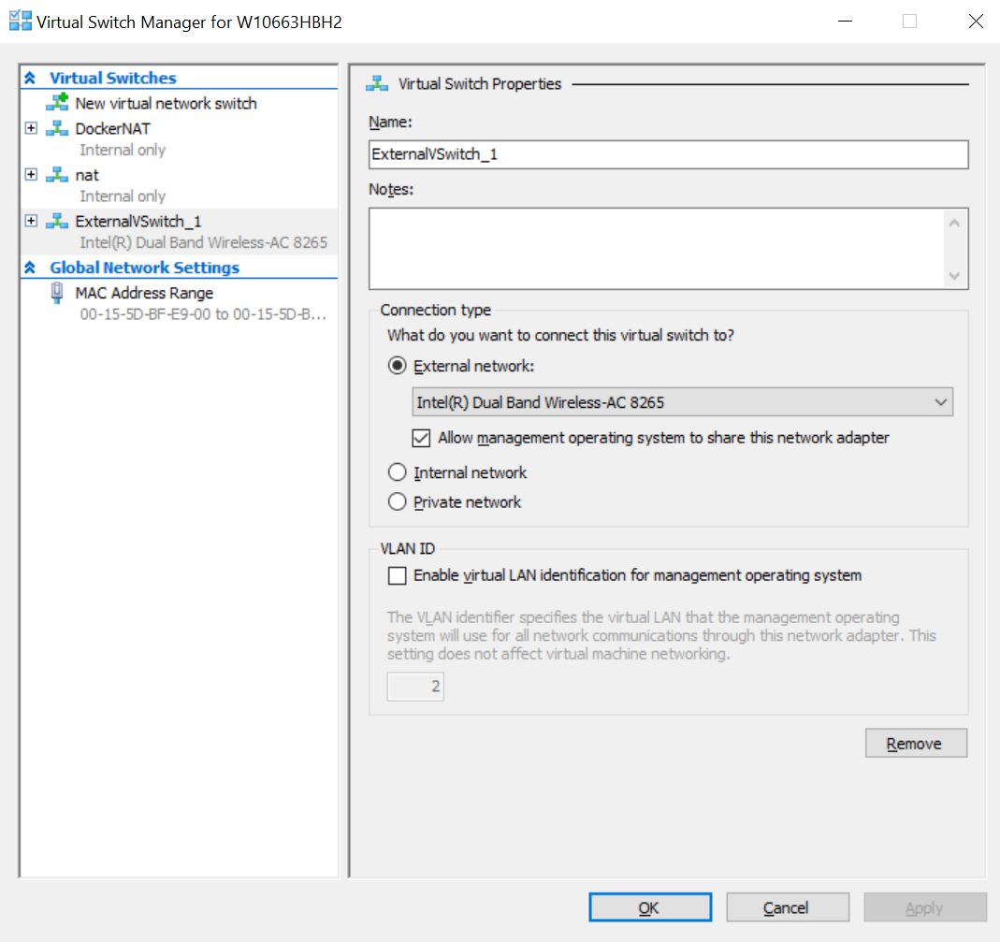 Virtual Switch Manager for W10663HBH2
Virtual Switches
New virtual network switch
DockerNAT
Internal only
nat
Internal only
ExternalVSwitch_1
Intel(R) Dual Band Wireless-AC 8265
Global Network Settings
MAC Address Range
00-15-5D-BF-E9-00 to 00-15-5D-B...
Virtual Switch Properties
Name:
ExternalVSwitch_1
Notes:
Connection type
What do you want to connect this virtual switch to?
External network:
Intel(R) Dual Band Wireless-AC 8265
Allow management operating system to share this network adapter
Internal network
Private network
VLAN ID
Enable virtual LAN identification for management operating system
The VLAN identifier specifies the virtual LAN that the management operating
system will use for all network communications through this network adapter. This
setting does not affect virtual machine networking.
2
Remove
OK
Cancel
Apply